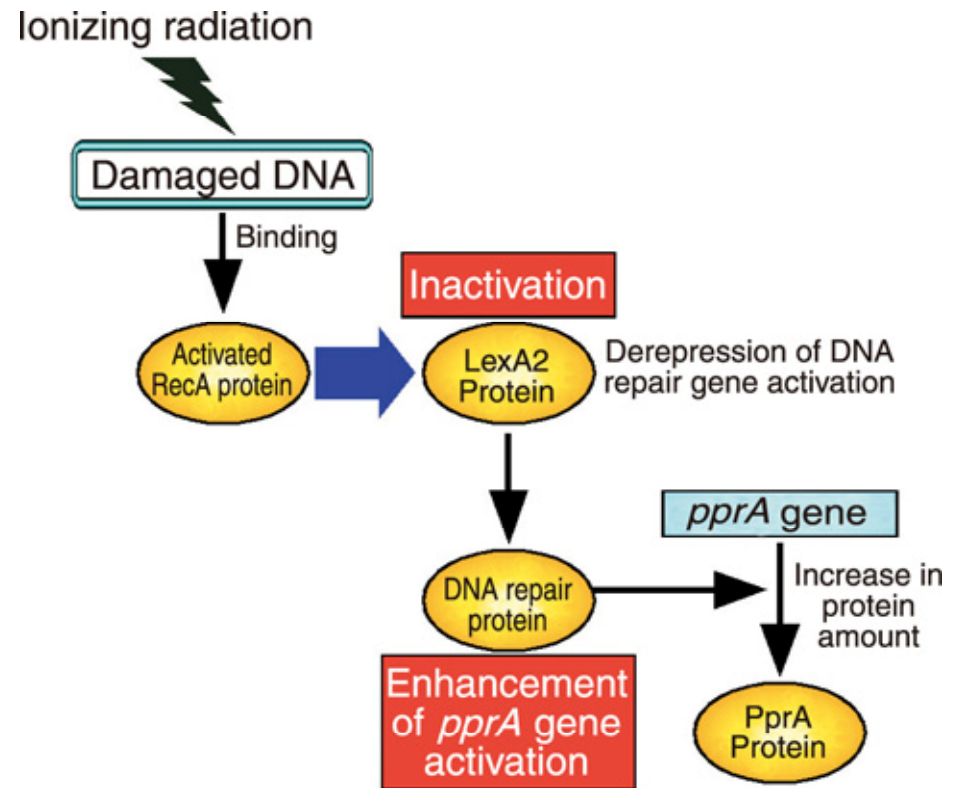 Ionizing radiation
Damaged DNA
Binding
Inactivation
Activated
RecA protein
LexA2
Protein
Derepression of DNA
repair gene activation
pprA gene
DNA repair
protein
Increase in
protein
amount
Enhancement
of pprA gene
activation
PprA
Protein